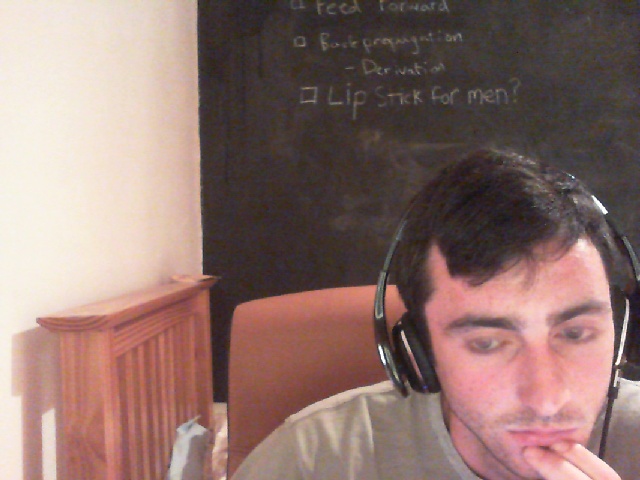 Feed Forward
Backpropagation
- Derivation
Lip Stick for men?